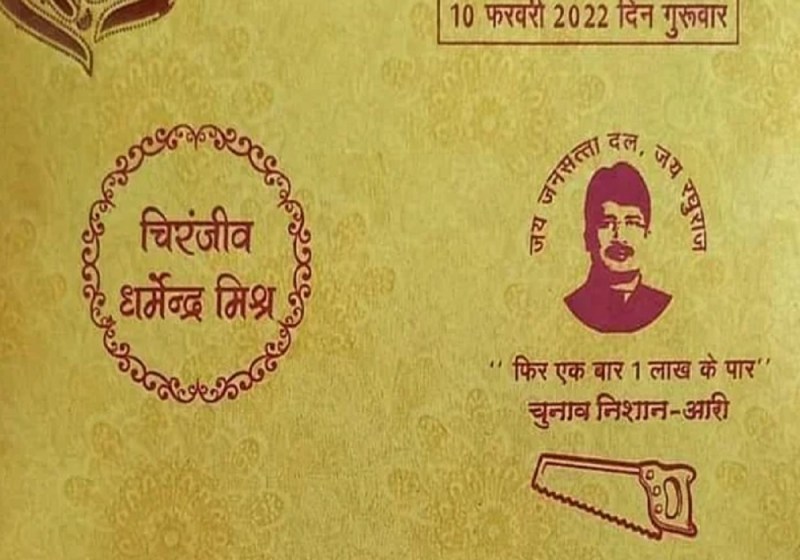 10 फरवरी 2022 दिन गुरूवार
चिरंजीव
धर्मेन्द्र मिश्र
जय जनसत्ता दल, जय रघुराज
'' फिर एक बार 1 लाख के पार''
चुनाव निशान-आरी